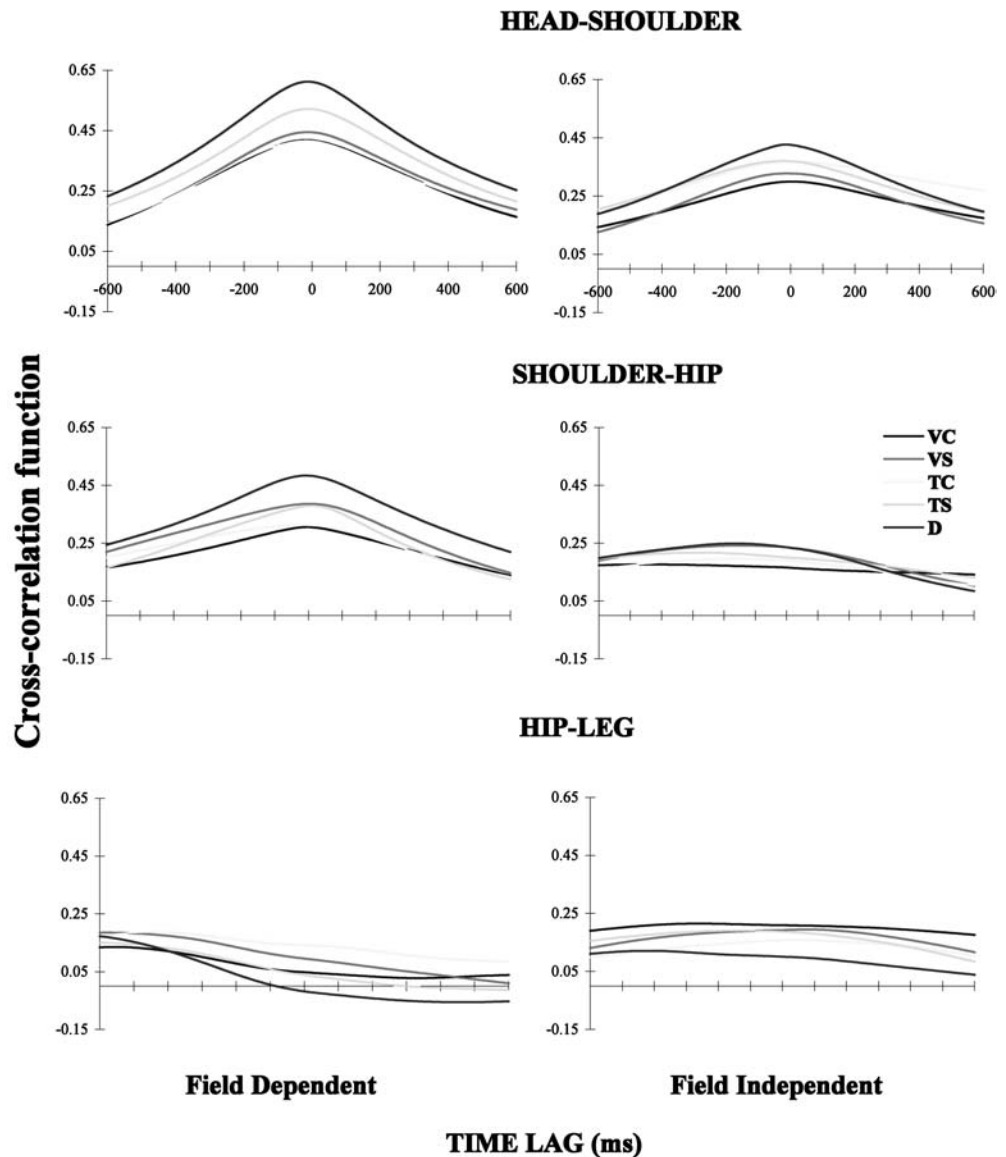 HEAD-SHOULDER
0.65
0.45
0.25
0.05
-0.15
-600 -400 -200 0 200 400 600
0.65
0.45
0.25
0.05
-0.15
-600 -400 -200 0 200 400 600
Cross-correlation function
SHOULDER-HIP
0.65
0.45
0.25
0.05
-0.15
0.65
0.45
0.25
0.05
-0.15
VC
VS
TC
TS
D
HIP-LEG
0.65
0.45
0.25
0.05
-0.15
0.65
0.45
0.25
0.05
-0.15
Field Dependent
Field Independent
TIME LAG (ms)